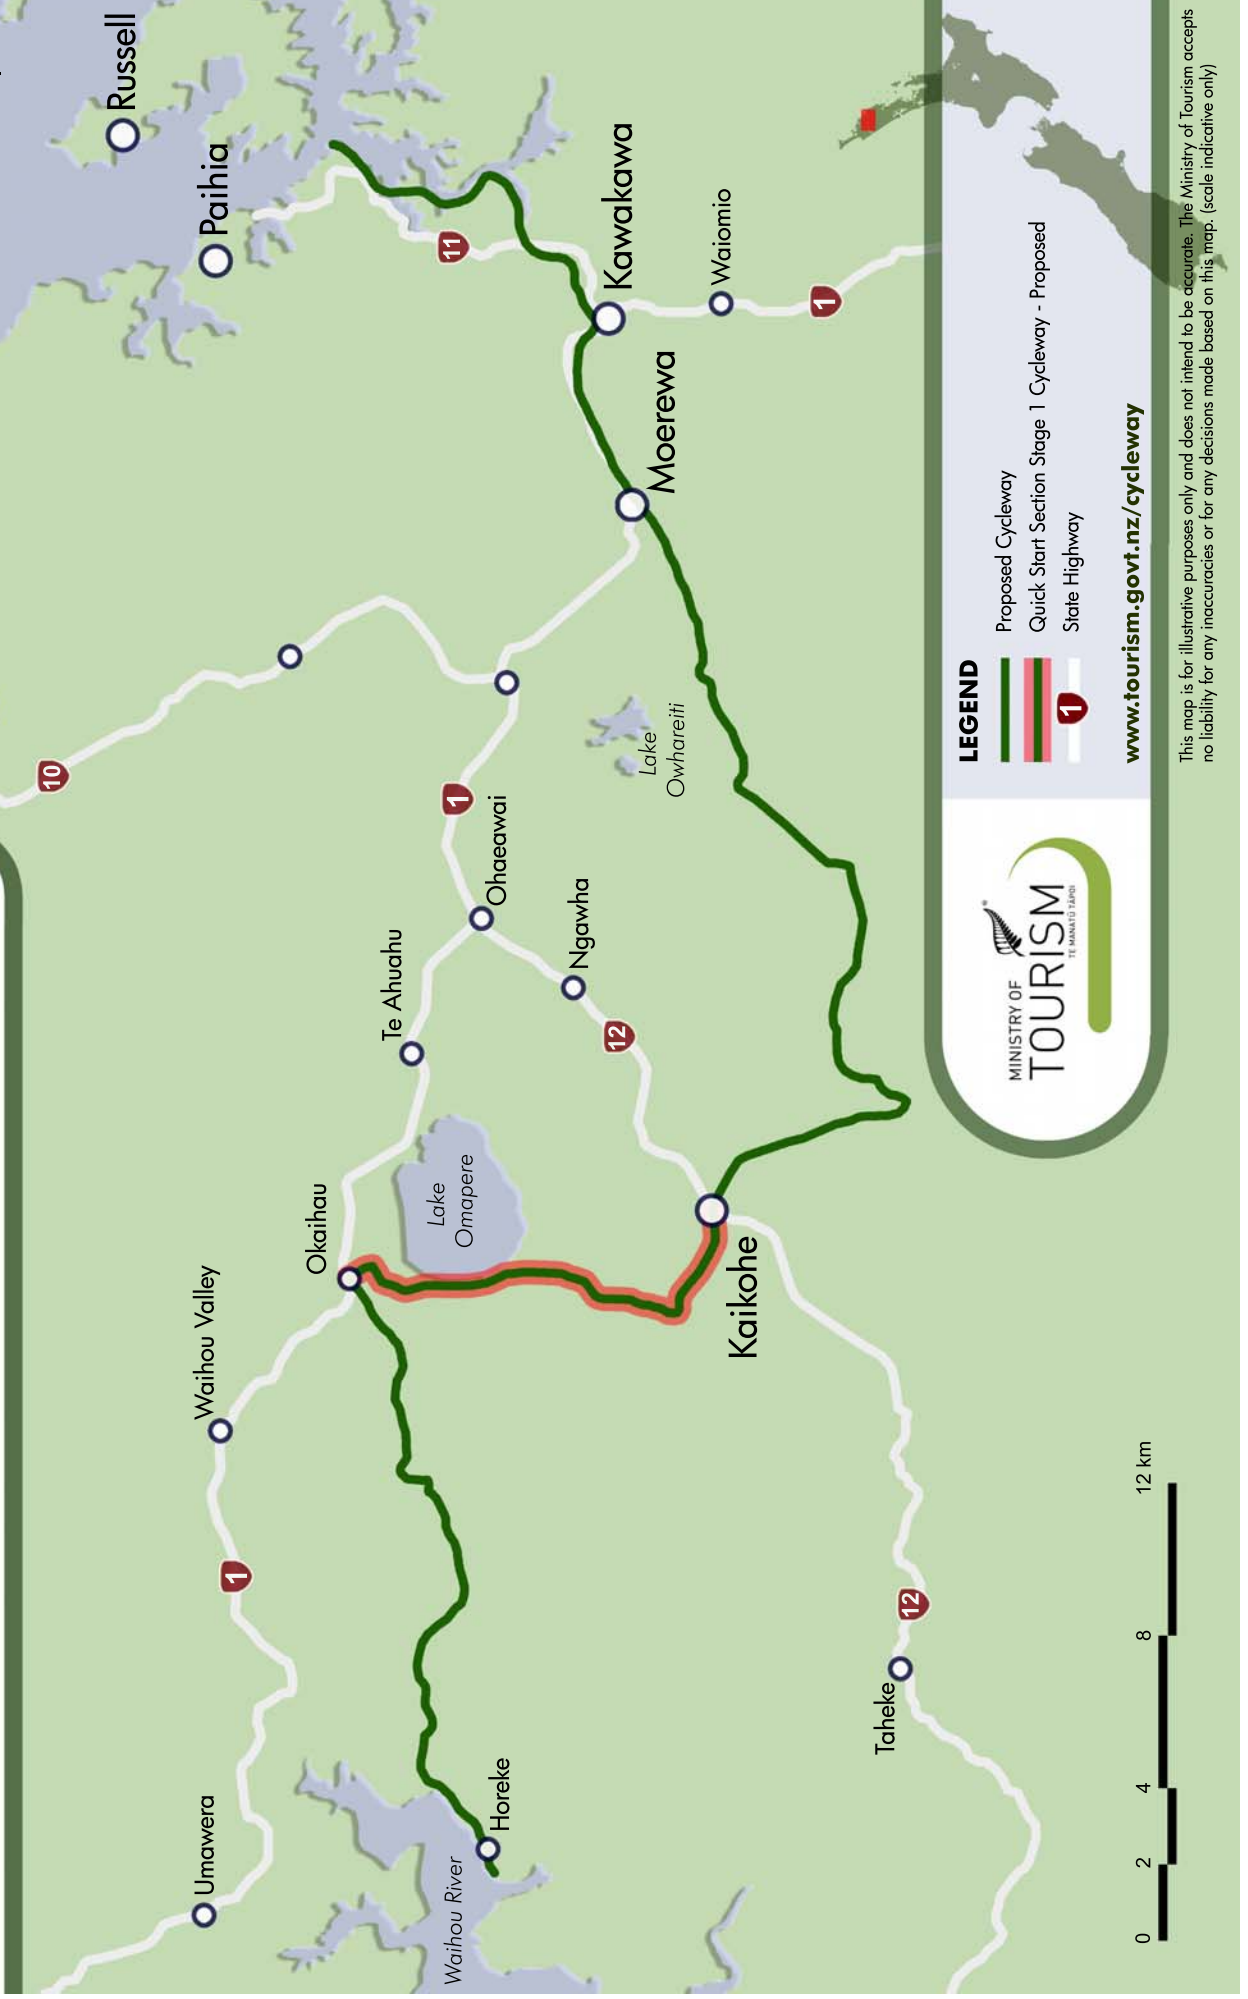 Russell
Paihia
11
Kawakawa
Waiomio
1
Moerewa
10
1
Ohaeawai
Lake
Owhareiti
Te Ahuahu
Ngawha
12
Okaihau
Lake
Omapere
Kaikohe
Waihou Valley
1
Umawera
Horeke
Waihou River
Taheke
12
0
2
4
8
12 km
MINISTRY OF
TOURISM
TE MANATŪ TĀPOI
®
LEGEND
Proposed Cycleway
Quick Start Section Stage 1 Cycleway - Proposed
1
State Highway
www.tourism.govt.nz/cycleway
This map is for illustrative purposes only and does not intend to be accurate. The Ministry of Tourism accepts
no liability for any inaccuracies or for any decisions made based on this map. (scale indicative only)